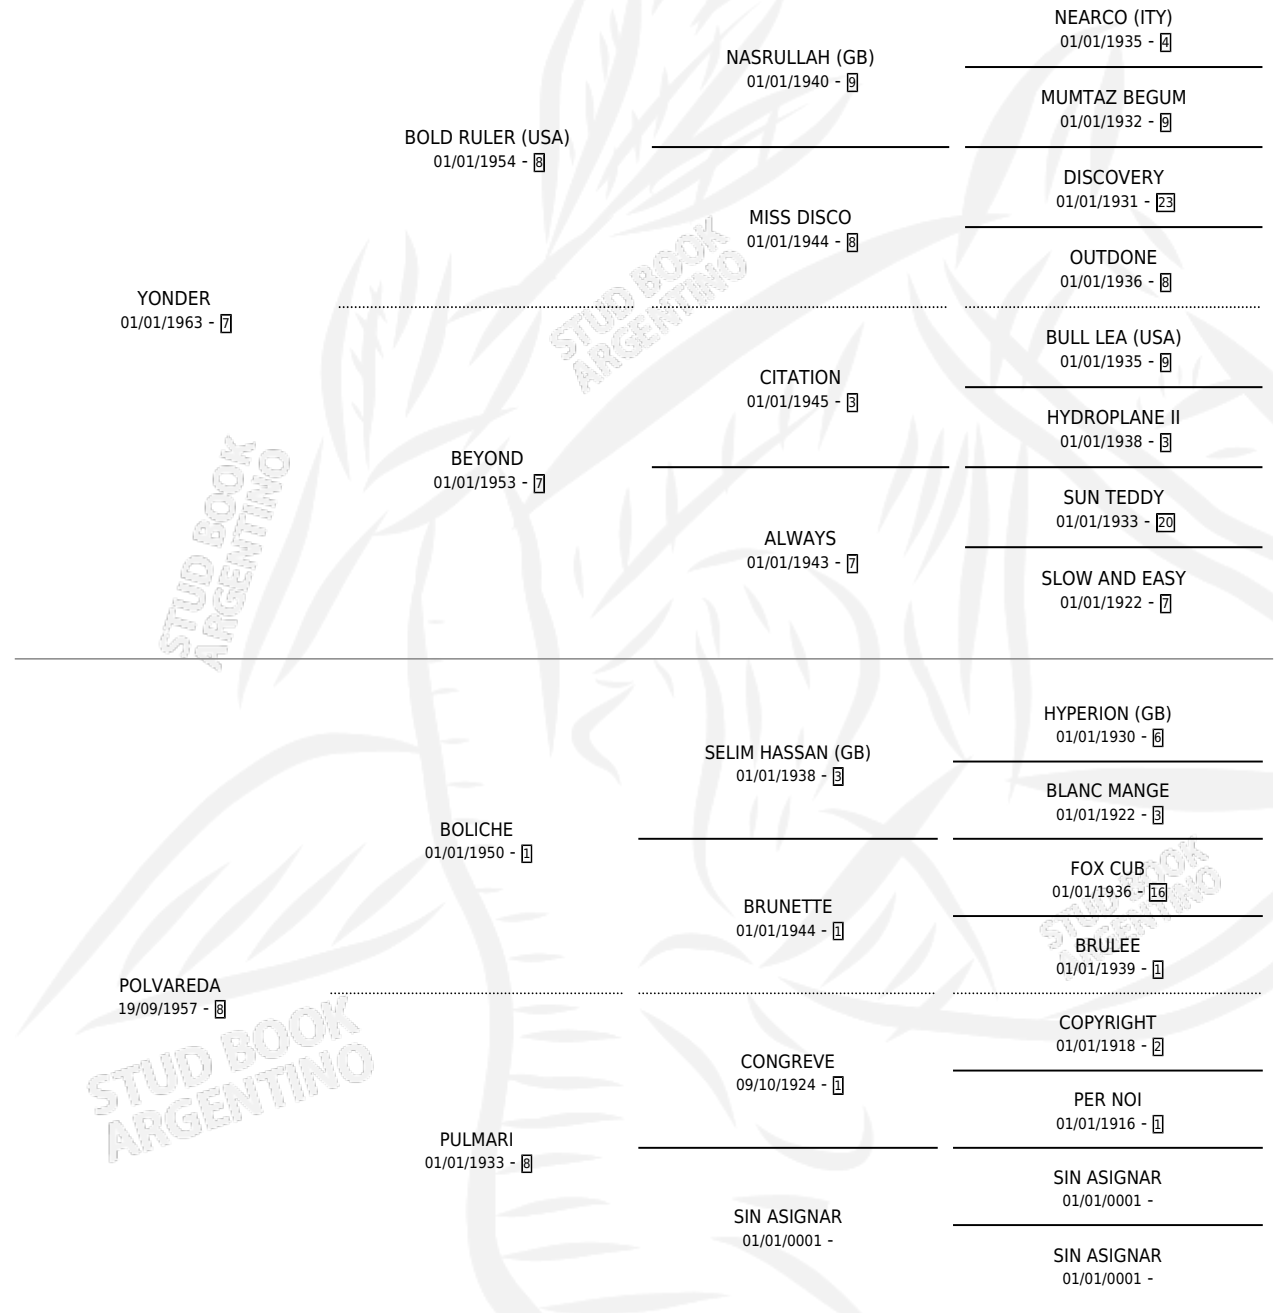 NEARCO (ITY)
01/01/1935 - 4
NASRULLAH (GB)
01/01/1940 - 9
MUMTAZ BEGUM
01/01/1932 - 9
BOLD RULER (USA)
01/01/1954 - 8
DISCOVERY
01/01/1931 - 23
MISS DISCO
01/01/1944 - 8
OUTDONE
01/01/1936 - 8
YONDER
01/01/1963 - 7
STUD BOOK
ARGENTINO
BULL LEA (USA)
01/01/1935 - 9
CITATION
01/01/1945 - 3
HYDROPLANE II
01/01/1938 - 3
BEYOND
01/01/1953 - 7
SUN TEDDY
01/01/1933 - 20
ALWAYS
01/01/1943 - 7
SLOW AND EASY
01/01/1922 - 7
STUD BOOK
ARGENTINO
HYPERION (GB)
01/01/1930 - 6
SELIM HASSAN (GB)
01/01/1938 - 3
BLANC MANGE
01/01/1922 - 3
BOLICHE
01/01/1950 - 1
FOX CUB
01/01/1936 - 16
BRUNETTE
01/01/1944 - 1
BRULEE
01/01/1939 - 1
STUD BOOK
ARGENTINO
POLVAREDA
19/09/1957 - 8
STUD BOOK
ARGENTINO
COPYRIGHT
01/01/1918 - 2
CONGREVE
09/10/1924 - 1
PER NOI
01/01/1916 - 1
PULMARI
01/01/1933 - 8
SIN ASIGNAR
01/01/0001 -
SIN ASIGNAR
01/01/0001 -
SIN ASIGNAR
01/01/0001 -